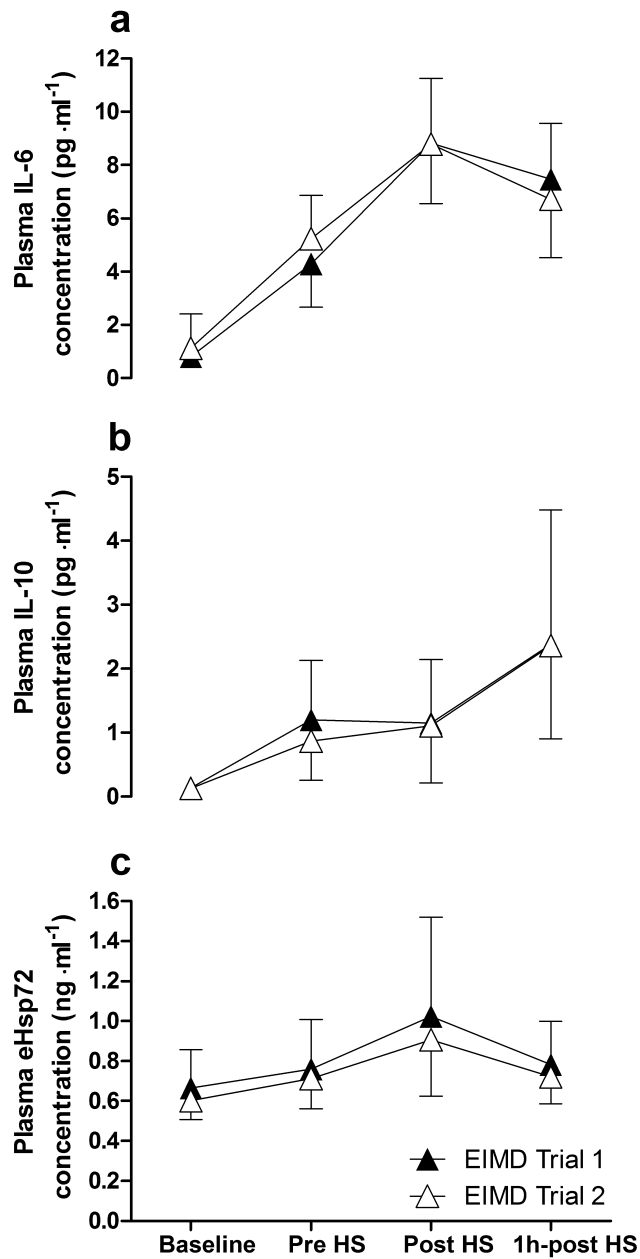 a
Plasma IL-6
concentration (pg·ml⁻¹)
12
10
8
6
4
2
0
b
Plasma IL-10
concentration (pg·ml⁻¹)
5
4
3
2
1
0
c
Plasma eHsp72
concentration (ng·ml⁻¹)
1.6
1.4
1.2
1.0
0.8
0.6
0.4
0.2
0.0
EIMD Trial 1
EIMD Trial 2
Baseline Pre HS Post HS 1h-post HS